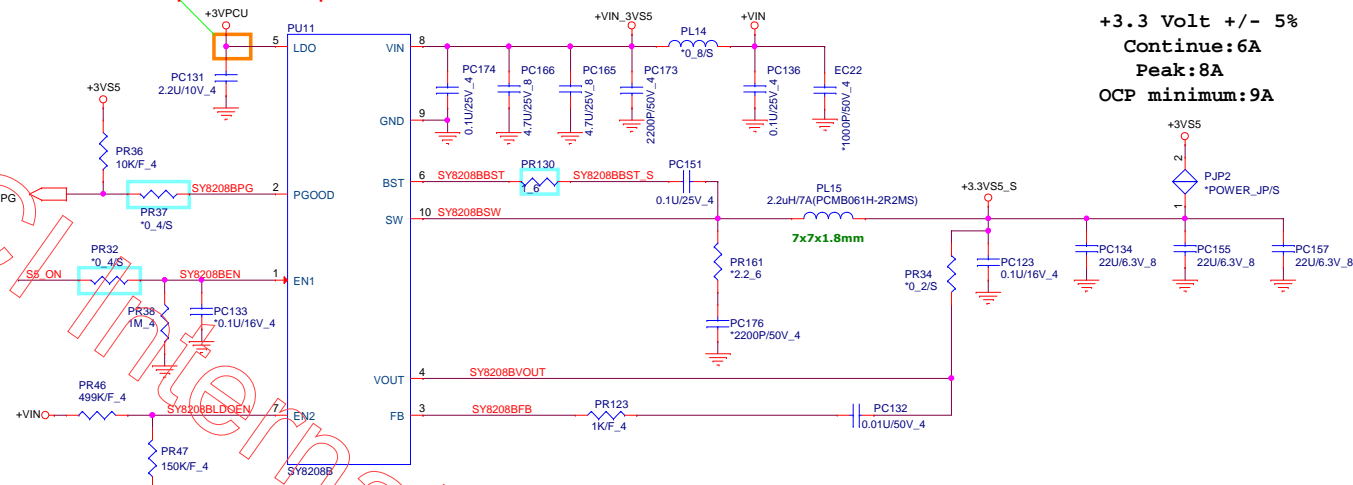 +3VPCU
+VIN_3VS5
+VIN
+3.3 Volt +/- 5%
Continue:6A
Peak:8A
OCP minimum:9A
PU11
5
LDO
VIN
8
PL14
*0_8/S
PC131
2.2U/10V_4
PC174
0.1U/25V_4
PC166
4.7U/25V_8
PC165
4.7U/25V_8
PC173
2200P/50V_4
PC136
0.1U/25V_4
EC22
*1000P/50V_4
+3VS5
GND
9
+3VS5
PR36
10K/F_4
2
PJP2
*POWER_JP/S
1
PG
SY8208BPG
2
PGOOD
PR37
*0_4/S
BST
6
SY8208BBST
PR130
1_6
SY8208BBST_S
PC151
0.1U/25V_4
PL15
2.2uH/7A(PCMB061H-2R2MS)
7x7x1.8mm
+3.3VS5_S
SW
10
SY8208BSW
PR32
*0_4/S
S5_ON
SY8208BEN
1
EN1
PR38
1M_4
PC133
*0.1U/16V_4
PR161
*2.2_6
PR34
*0_2/S
PC123
0.1U/16V_4
PC134
22U/6.3V_8
PC155
22U/6.3V_8
PC157
22U/6.3V_8
PC176
*2200P/50V_4
VOUT
4
SY8208BVOUT
PR46
499K/F_4
+VIN
SY8208BLDOEN
7
EN2
FB
3
SY8208BFB
PR123
1K/F_4
PC132
0.01U/50V_4
PR47
150K/F_4
SY8208B